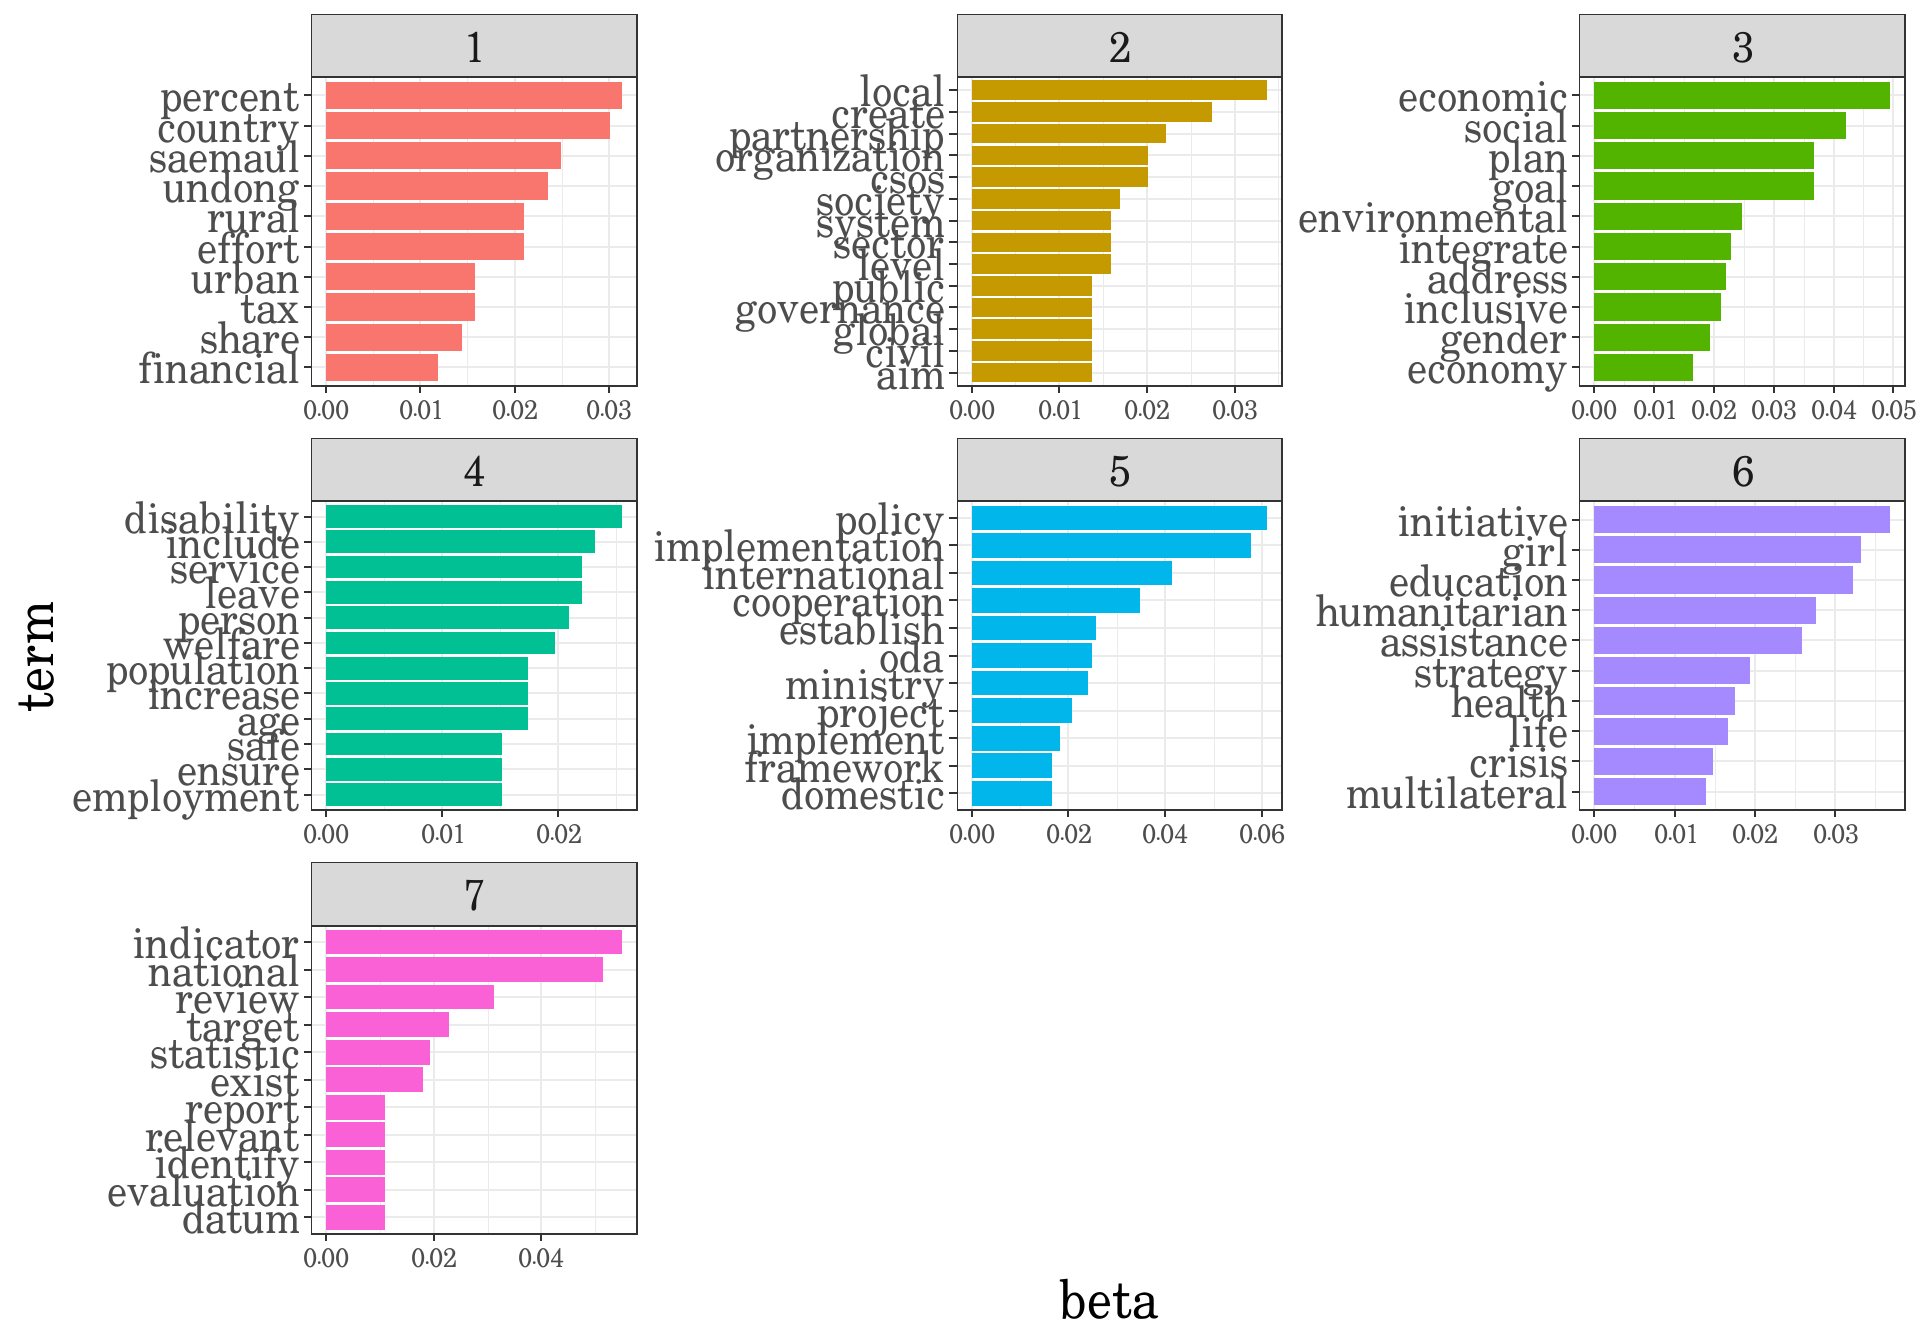 1
percent
country
saemaul
undong
rural
effort
urban
tax
share
financial
0.00 0.01 0.02 0.03
2
local
create
partnership
organization
csos
society
system
sector
level
public
governance
global
civil
aim
0.00 0.01 0.02 0.03
3
economic
social
plan
goal
environmental
integrate
address
inclusive
gender
economy
0.00 0.01 0.02 0.03 0.04 0.05
4
disability
include
service
leave
person
welfare
population
increase
age
safe
ensure
employment
0.00 0.01 0.02
5
policy
implementation
international
cooperation
establish
oda
ministry
project
implement
framework
domestic
0.00 0.02 0.04 0.06
6
initiative
girl
education
humanitarian
assistance
strategy
health
life
crisis
multilateral
0.00 0.01 0.02 0.03
7
indicator
national
review
target
statistic
exist
report
relevant
identify
evaluation
datum
0.00 0.02 0.04
term
beta